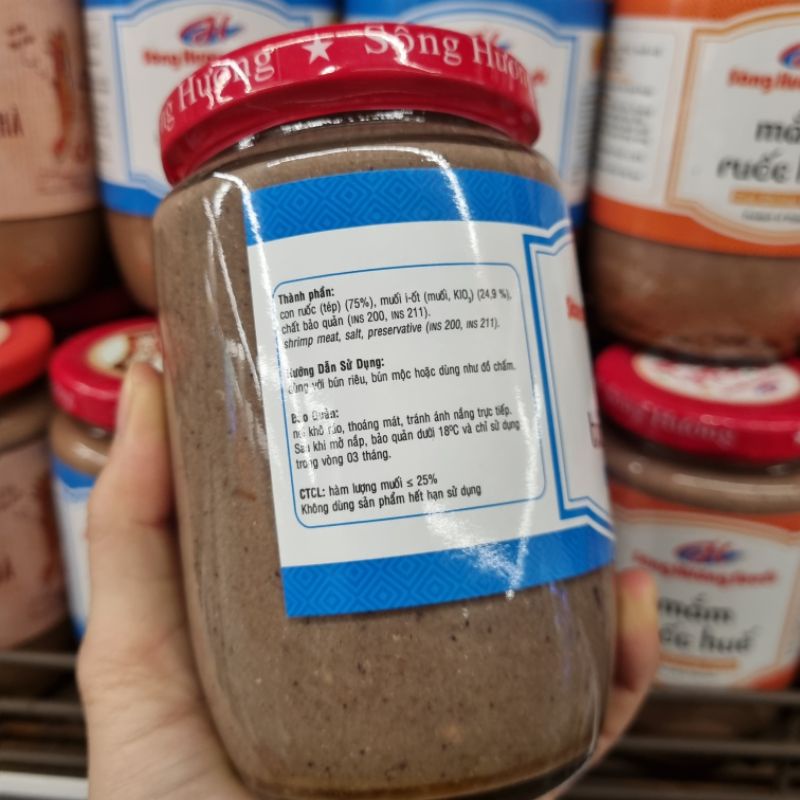 Sông Hương
Thành phần:
con ruốc (tép) (75%), muối i-ốt (muối, KIO₃) (24,9 %),
chất bảo quản (INS 200, INS 211).
shrimp meat, salt, preservative (INS 200, INS 211).
Hướng Dẫn Sử Dụng:
dùng với bún riêu, bún mộc hoặc dùng như đồ chấm.
Bảo Quản:
nơi khô ráo, thoáng mát, tránh ánh nắng trực tiếp.
Sau khi mở nắp, bảo quản dưới 18ºC và chỉ sử dụng
trong vòng 03 tháng.
CTCL: hàm lượng muối ≤ 25%
Không dùng sản phẩm hết hạn sử dụng
mắm
ruốc
Sông Hương
mắm
ruốc huế